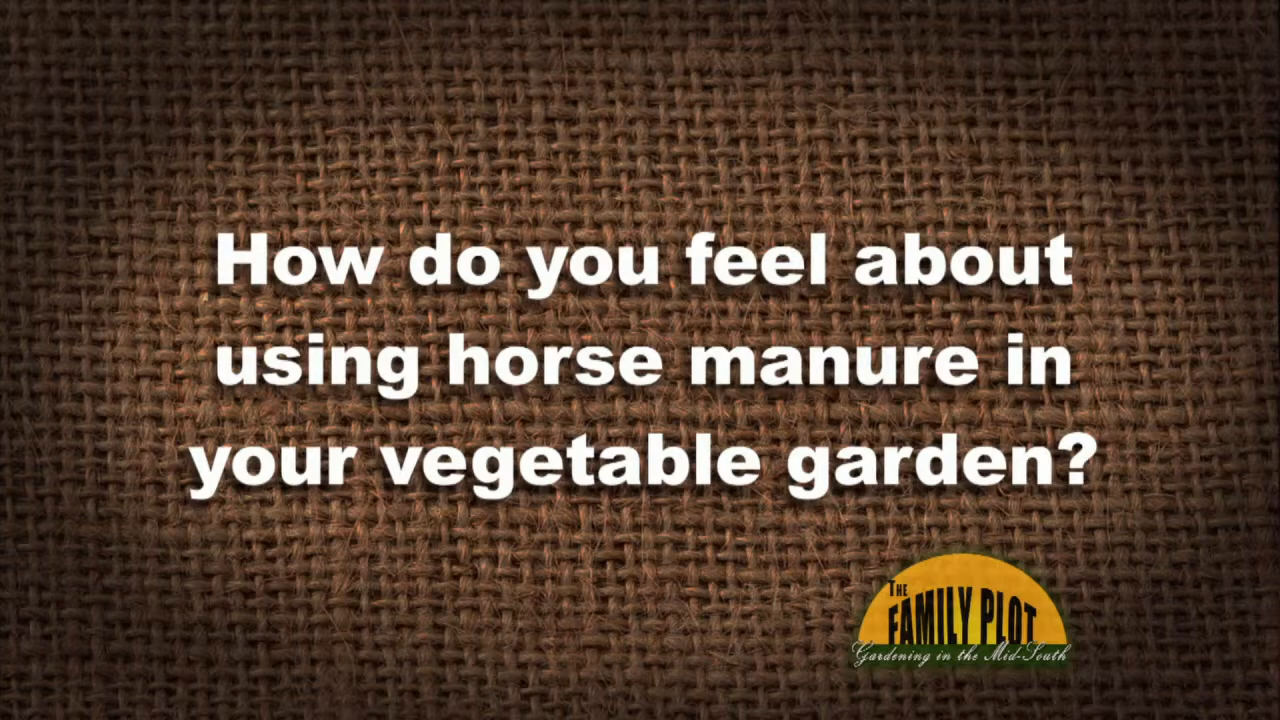 How do you feel about
using horse manure in
your vegetable garden?
THE
FAMILY PLOT
Gardening in the Mid-South